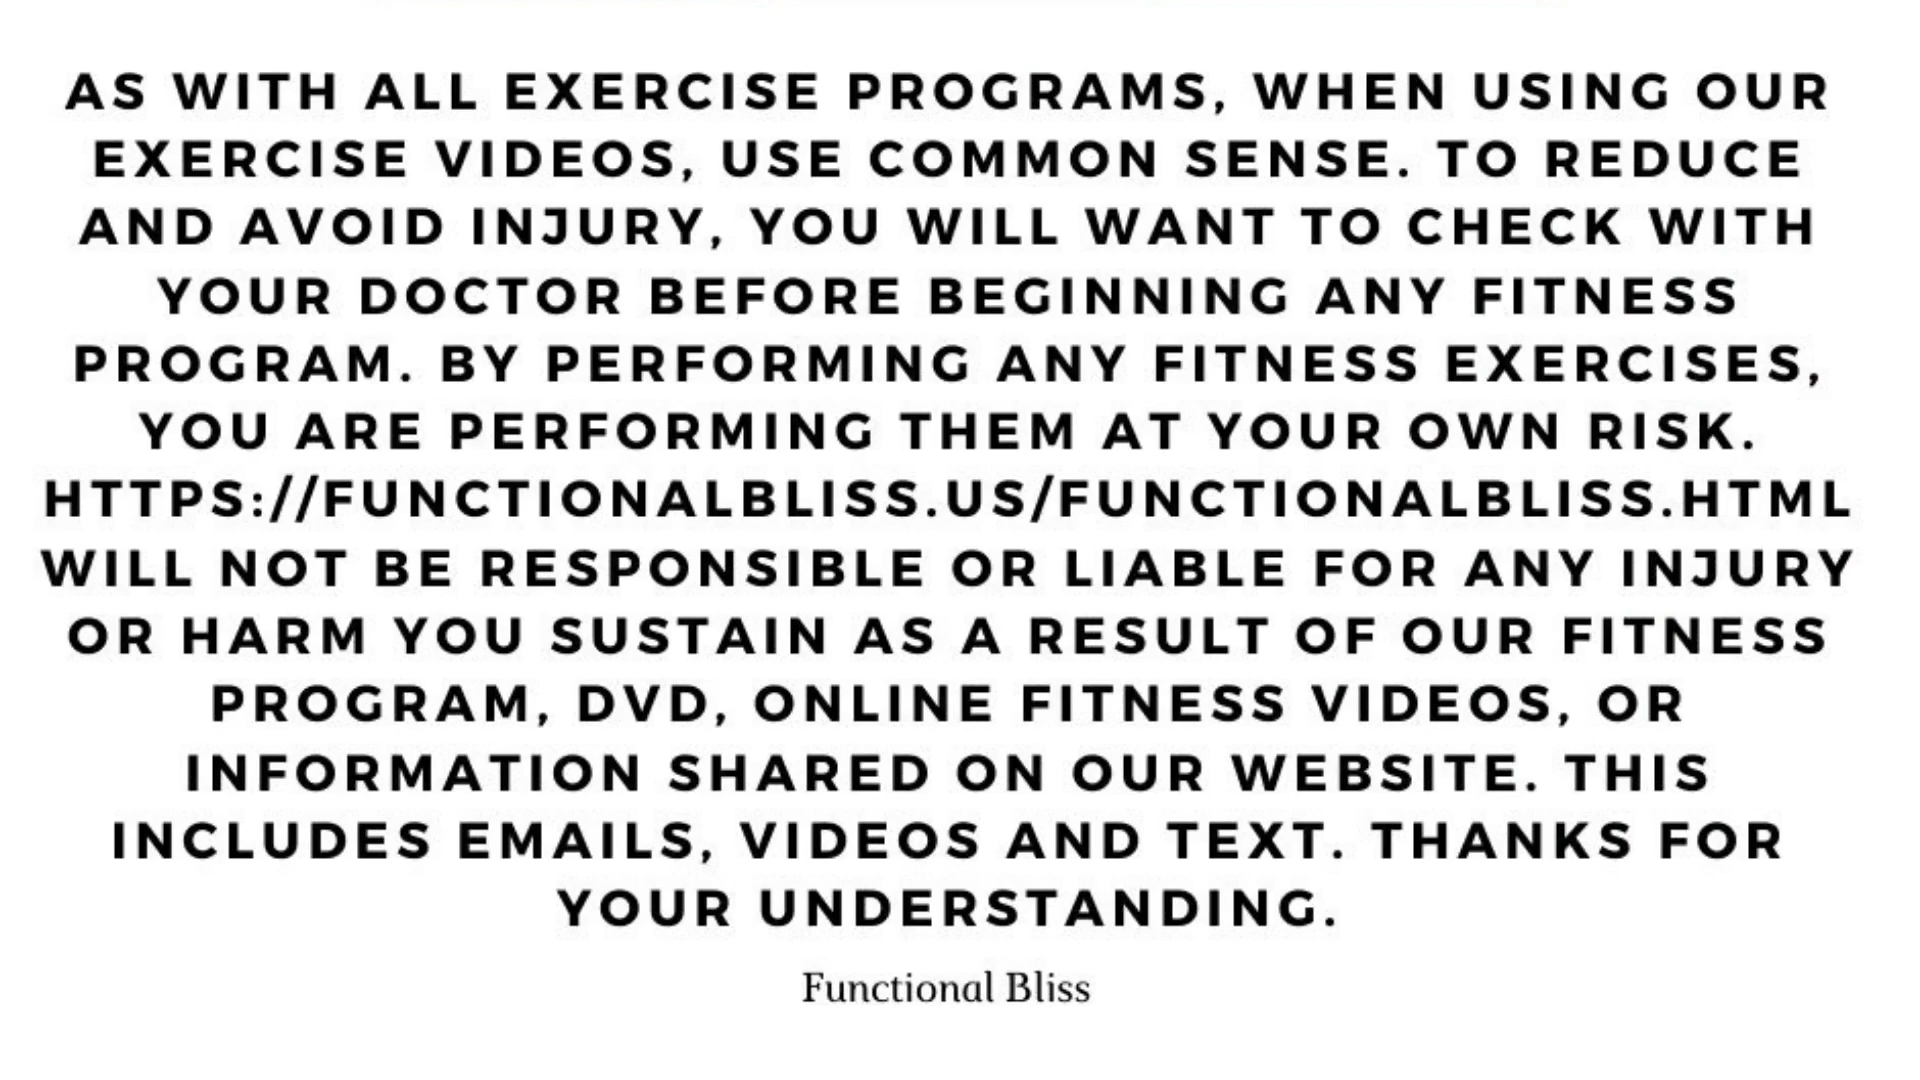 AS WITH ALL EXERCISE PROGRAMS, WHEN USING OUR
EXERCISE VIDEOS, USE COMMON SENSE. TO REDUCE
AND AVOID INJURY, YOU WILL WANT TO CHECK WITH
YOUR DOCTOR BEFORE BEGINNING ANY FITNESS
PROGRAM. BY PERFORMING ANY FITNESS EXERCISES,
YOU ARE PERFORMING THEM AT YOUR OWN RISK.
HTTPS://FUNCTIONALBLISS.US/FUNCTIONALBLISS.HTML
WILL NOT BE RESPONSIBLE OR LIABLE FOR ANY INJURY
OR HARM YOU SUSTAIN AS A RESULT OF OUR FITNESS
PROGRAM, DVD, ONLINE FITNESS VIDEOS, OR
INFORMATION SHARED ON OUR WEBSITE. THIS
INCLUDES EMAILS, VIDEOS AND TEXT. THANKS FOR
YOUR UNDERSTANDING.
Functional Bliss